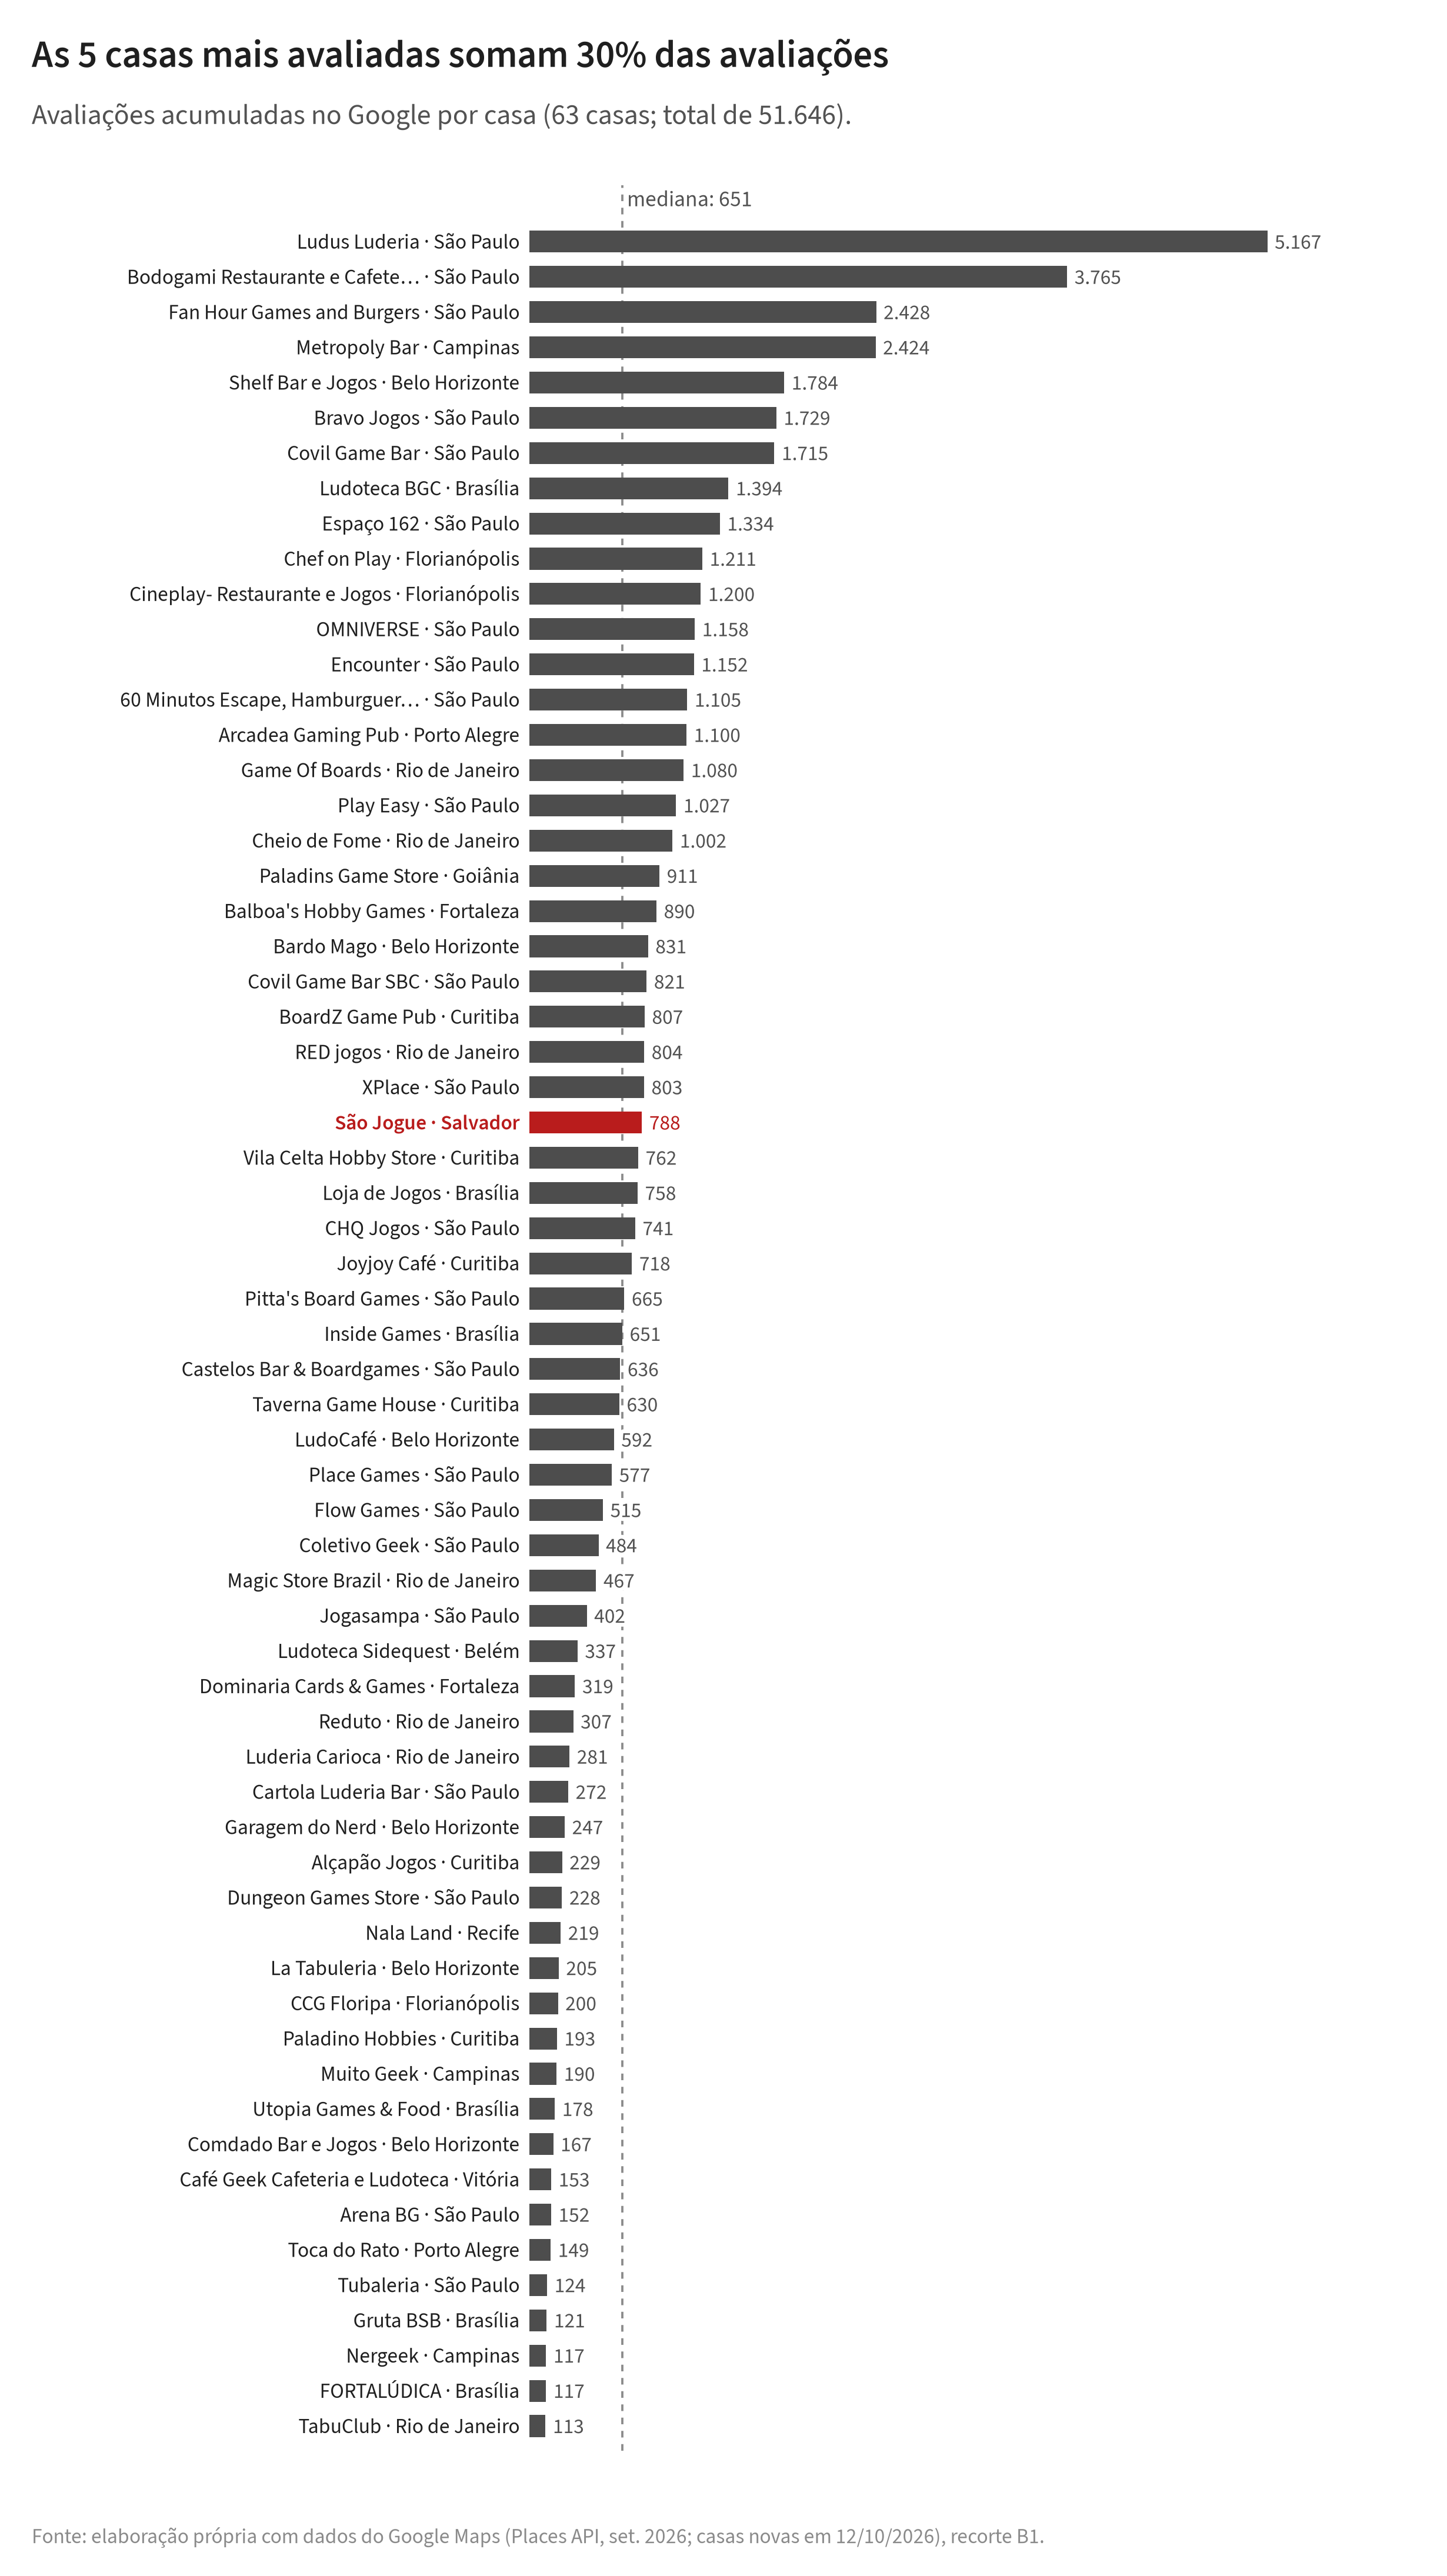 As 5 casas mais avaliadas somam 30% das avaliações
Avaliações acumuladas no Google por casa (63 casas; total de 51.646).
mediana: 651
Ludus Luderia · São Paulo 5.167
Bodogami Restaurante e Cafete… · São Paulo 3.765
Fan Hour Games and Burgers · São Paulo 2.428
Metropoly Bar · Campinas 2.424
Shelf Bar e Jogos · Belo Horizonte 1.784
Bravo Jogos · São Paulo 1.729
Covil Game Bar · São Paulo 1.715
Ludoteca BGC · Brasília 1.394
Espaço 162 · São Paulo 1.334
Chef on Play · Florianópolis 1.211
Cineplay- Restaurante e Jogos · Florianópolis 1.200
OMNIVERSE · São Paulo 1.158
Encounter · São Paulo 1.152
60 Minutos Escape, Hamburguer… · São Paulo 1.105
Arcadea Gaming Pub · Porto Alegre 1.100
Game Of Boards · Rio de Janeiro 1.080
Play Easy · São Paulo 1.027
Cheio de Fome · Rio de Janeiro 1.002
Paladins Game Store · Goiânia 911
Balboa's Hobby Games · Fortaleza 890
Bardo Mago · Belo Horizonte 831
Covil Game Bar SBC · São Paulo 821
BoardZ Game Pub · Curitiba 807
RED jogos · Rio de Janeiro 804
XPlace · São Paulo 803
São Jogue · Salvador 788
Vila Celta Hobby Store · Curitiba 762
Loja de Jogos · Brasília 758
CHQ Jogos · São Paulo 741
Joyjoy Café · Curitiba 718
Pitta's Board Games · São Paulo 665
Inside Games · Brasília 651
Castelos Bar & Boardgames · São Paulo 636
Taverna Game House · Curitiba 630
LudoCafé · Belo Horizonte 592
Place Games · São Paulo 577
Flow Games · São Paulo 515
Coletivo Geek · São Paulo 484
Magic Store Brazil · Rio de Janeiro 467
Jogasampa · São Paulo 402
Ludoteca Sidequest · Belém 337
Dominaria Cards & Games · Fortaleza 319
Reduto · Rio de Janeiro 307
Luderia Carioca · Rio de Janeiro 281
Cartola Luderia Bar · São Paulo 272
Garagem do Nerd · Belo Horizonte 247
Alçapão Jogos · Curitiba 229
Dungeon Games Store · São Paulo 228
Nala Land · Recife 219
La Tabuleria · Belo Horizonte 205
CCG Floripa · Florianópolis 200
Paladino Hobbies · Curitiba 193
Muito Geek · Campinas 190
Utopia Games & Food · Brasília 178
Comdado Bar e Jogos · Belo Horizonte 167
Café Geek Cafeteria e Ludoteca · Vitória 153
Arena BG · São Paulo 152
Toca do Rato · Porto Alegre 149
Tubaleria · São Paulo 124
Gruta BSB · Brasília 121
Nergeek · Campinas 117
FORTALÚDICA · Brasília 117
TabuClub · Rio de Janeiro 113
Fonte: elaboração própria com dados do Google Maps (Places API, set. 2026; casas novas em 12/10/2026), recorte B1.